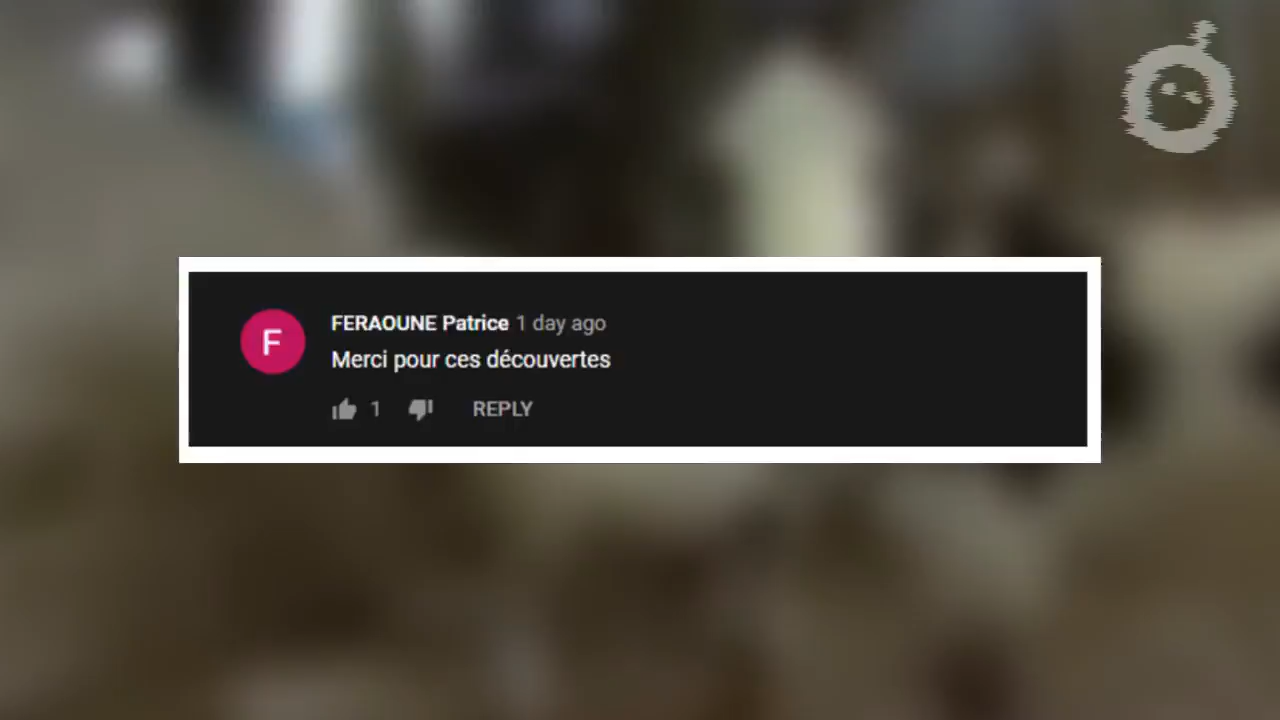 F
FERAOUNE Patrice 1 day ago
Merci pour ces découvertes
1 REPLY